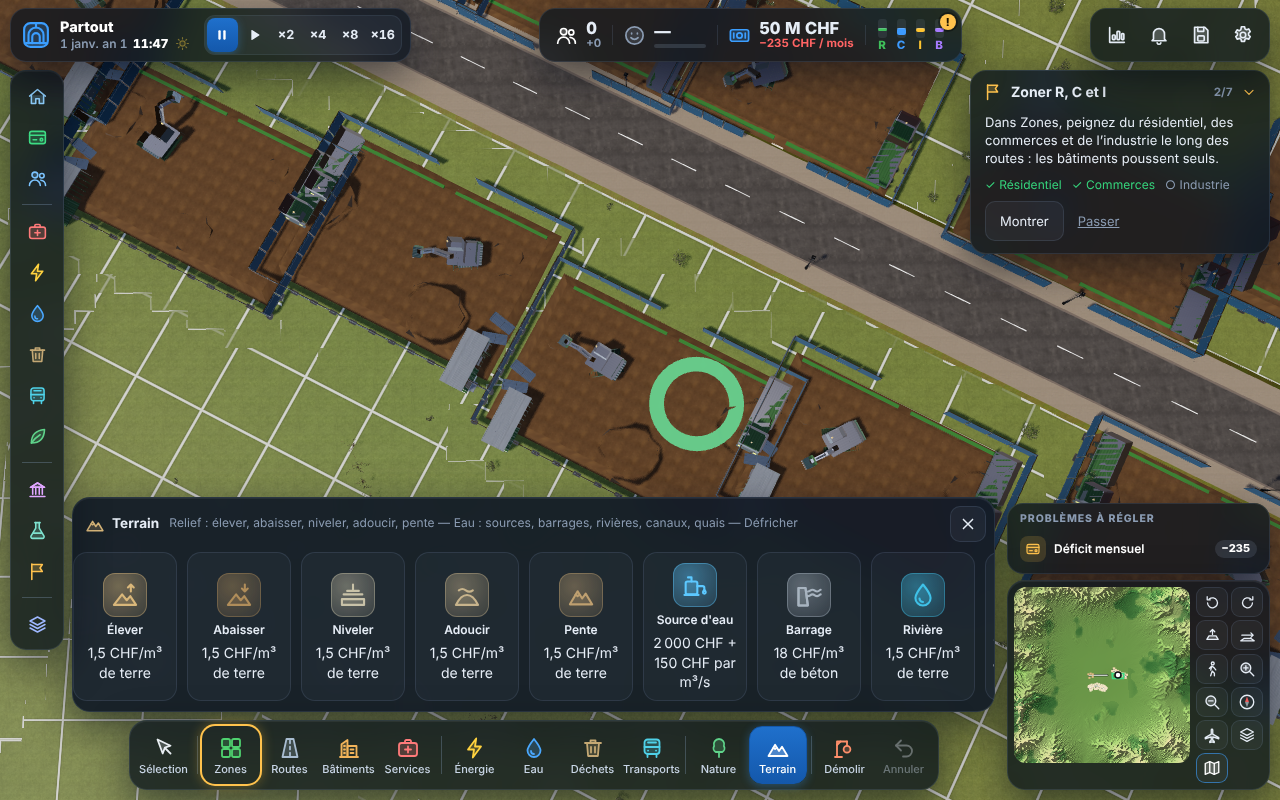 Partout
1 janv. an 1 11:47
×2 ×4 ×8 ×16
0
+0
—
50 M CHF
−235 CHF / mois
R C I B
!
Zoner R, C et I 2/7
Dans Zones, peignez du résidentiel, des
commerces et de l’industrie le long des
routes : les bâtiments poussent seuls.
✓ Résidentiel ✓ Commerces ○ Industrie
Montrer Passer
Terrain Relief : élever, abaisser, niveler, adoucir, pente — Eau : sources, barrages, rivières, canaux, quais — Défricher
Élever
1,5 CHF/m³
de terre
Abaisser
1,5 CHF/m³
de terre
Niveler
1,5 CHF/m³
de terre
Adoucir
1,5 CHF/m³
de terre
Pente
1,5 CHF/m³
de terre
Source d'eau
2 000 CHF +
150 CHF par
m³/s
Barrage
18 CHF/m³
de béton
Rivière
1,5 CHF/m³
de terre
PROBLÈMES À RÉGLER
Déficit mensuel −235
Sélection Zones Routes Bâtiments Services Énergie Eau Déchets Transports Nature Terrain Démolir Annuler